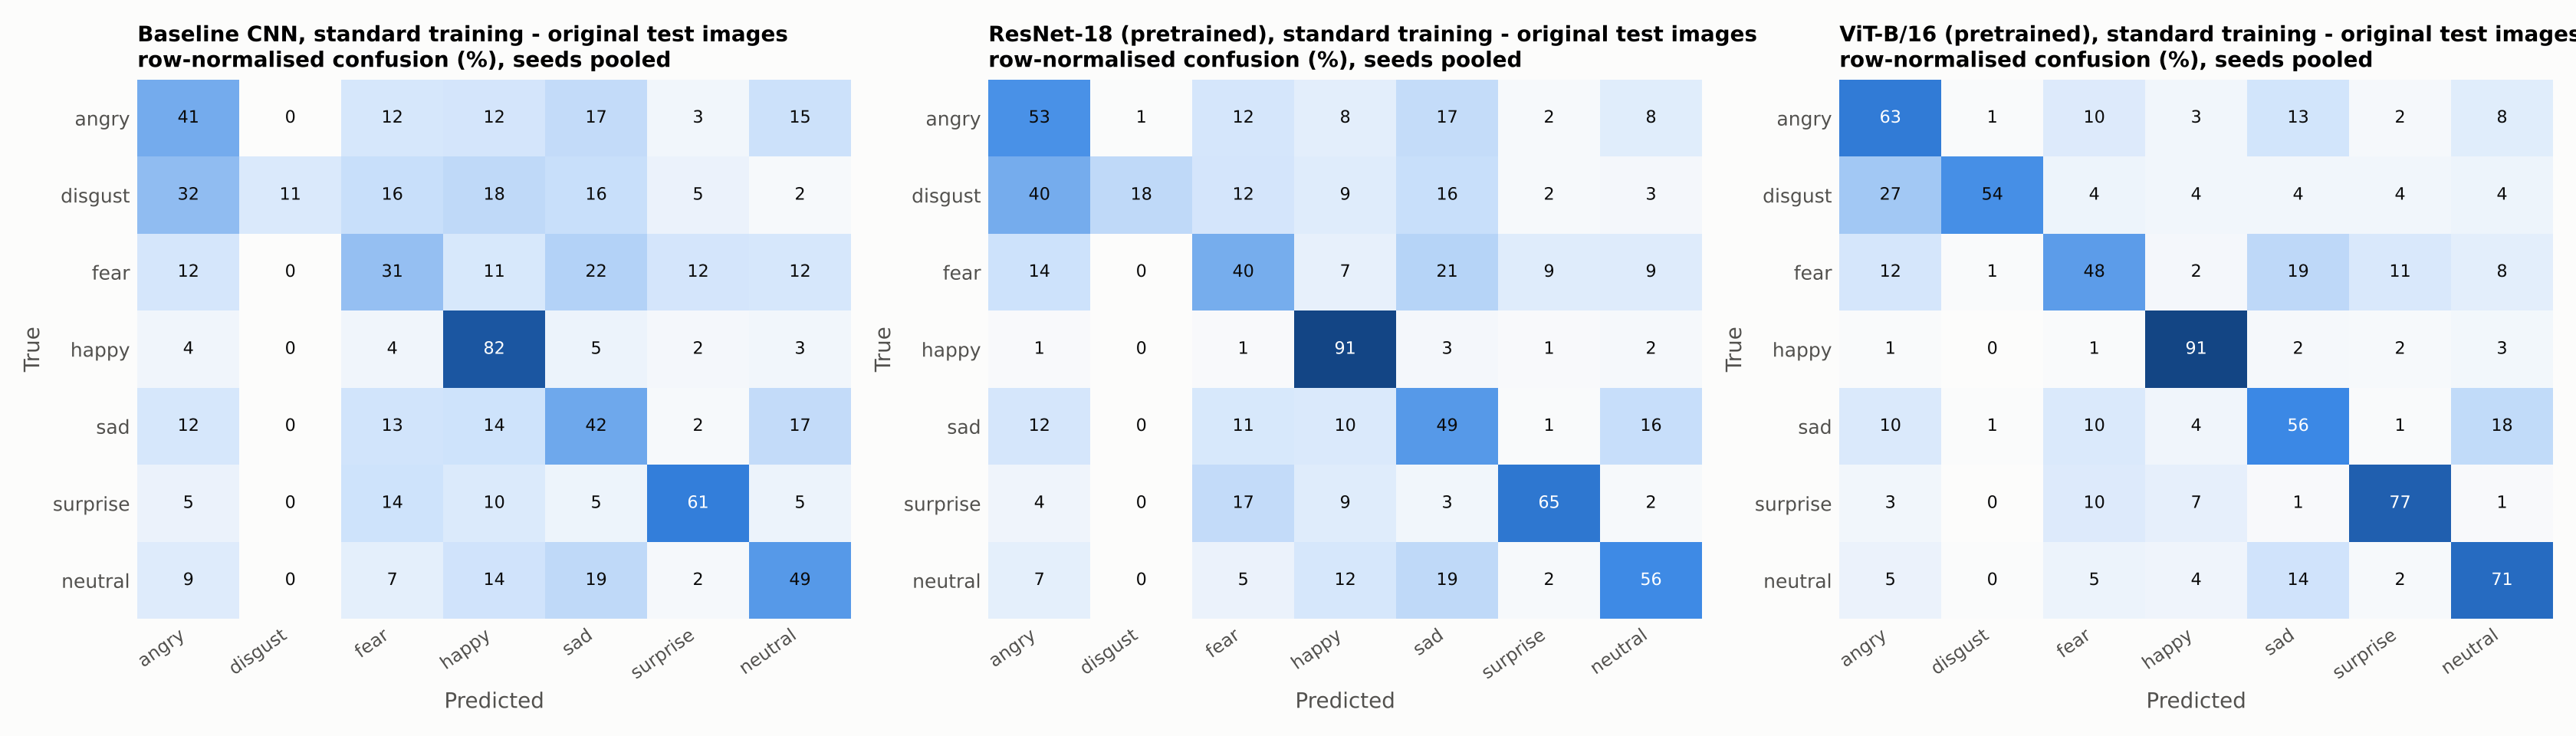 Baseline CNN, standard training - original test images
row-normalised confusion (%), seeds pooled
True
angry 41 0 12 12 17 3 15
disgust 32 11 16 18 16 5 2
fear 12 0 31 11 22 12 12
happy 4 0 4 82 5 2 3
sad 12 0 13 14 42 2 17
surprise 5 0 14 10 5 61 5
neutral 9 0 7 14 19 2 49
angry disgust fear happy sad surprise neutral
Predicted
ResNet-18 (pretrained), standard training - original test images
row-normalised confusion (%), seeds pooled
True
angry 53 1 12 8 17 2 8
disgust 40 18 12 9 16 2 3
fear 14 0 40 7 21 9 9
happy 1 0 1 91 3 1 2
sad 12 0 11 10 49 1 16
surprise 4 0 17 9 3 65 2
neutral 7 0 5 12 19 2 56
angry disgust fear happy sad surprise neutral
Predicted
ViT-B/16 (pretrained), standard training - original test images
row-normalised confusion (%), seeds pooled
True
angry 63 1 10 3 13 2 8
disgust 27 54 4 4 4 4 4
fear 12 1 48 2 19 11 8
happy 1 0 1 91 2 2 3
sad 10 1 10 4 56 1 18
surprise 3 0 10 7 1 77 1
neutral 5 0 5 4 14 2 71
angry disgust fear happy sad surprise neutral
Predicted